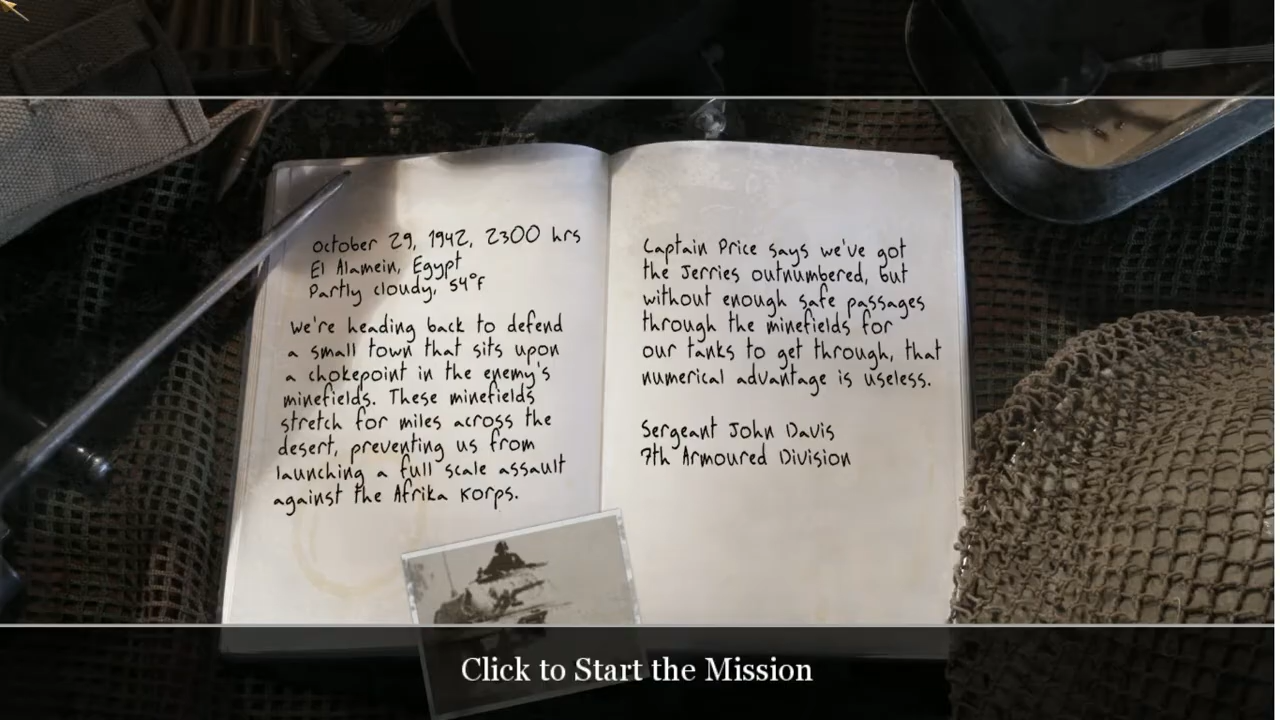 October 29, 1942, 2300 hrs
El Alamein, Egypt
Partly cloudy, 54°F
We're heading back to defend
a small town that sits upon
a chokepoint in the enemy's
minefields. These minefields
stretch for miles across the
desert, preventing us from
launching a full scale assault
against the Afrika Korps.
Captain Price says we've got
the Jerries outnumbered, but
without enough safe passages
through the minefields for
our tanks to get through, that
numerical advantage is useless.
Sergeant John Davis
7th Armoured Division
Click to Start the Mission